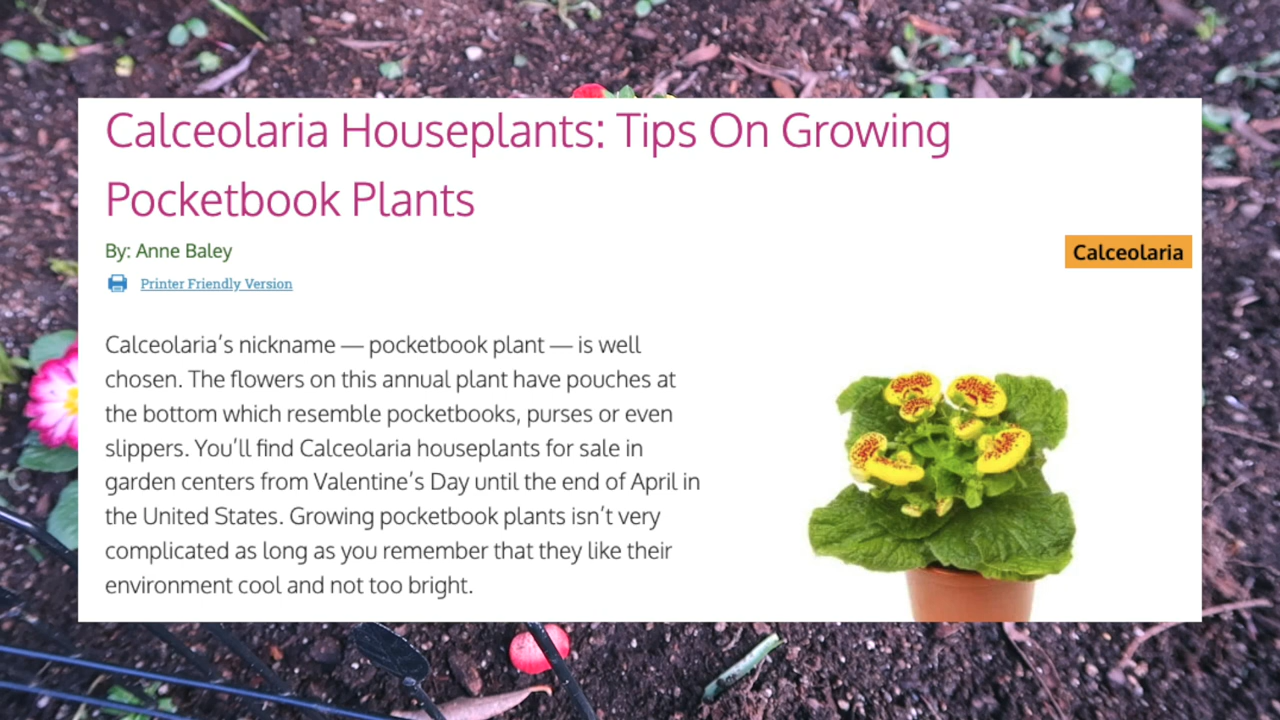 Calceolaria Houseplants: Tips On Growing
Pocketbook Plants
By: Anne Baley
Printer Friendly Version
Calceolaria
Calceolaria’s nickname — pocketbook plant — is well
chosen. The flowers on this annual plant have pouches at
the bottom which resemble pocketbooks, purses or even
slippers. You’ll find Calceolaria houseplants for sale in
garden centers from Valentine’s Day until the end of April in
the United States. Growing pocketbook plants isn’t very
complicated as long as you remember that they like their
environment cool and not too bright.